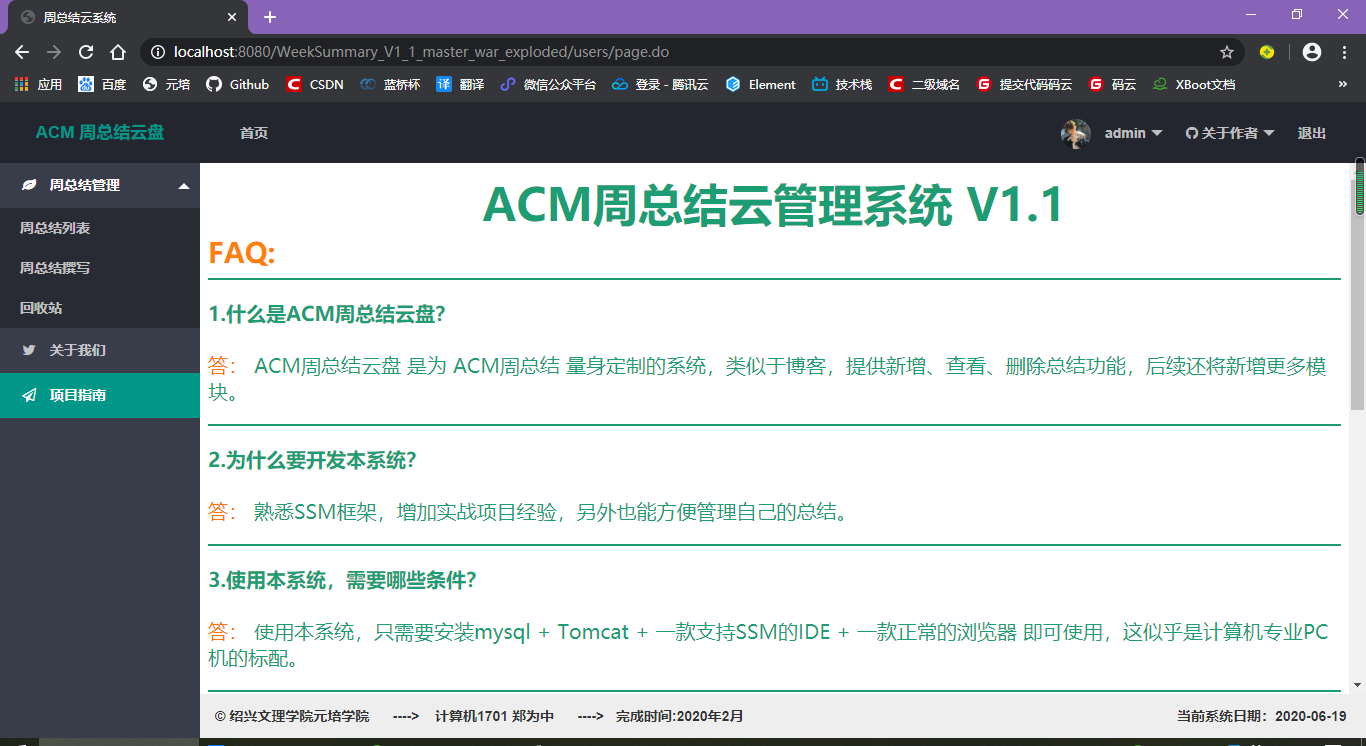 周总结云系统
localhost:8080/WeekSummary_V1_1_master_war_exploded/users/page.do
应用 百度 元培 Github CSDN 蓝桥杯 翻译 微信公众平台 登录 - 腾讯云 Element 技术栈 二级域名 提交代码码云 码云 XBoot文档
ACM 周总结云盘 首页 admin 关于作者 退出
周总结管理
周总结列表
周总结撰写
回收站
关于我们
项目指南
ACM周总结云管理系统 V1.1
FAQ:
1.什么是ACM周总结云盘?
答： ACM周总结云盘 是为 ACM周总结 量身定制的系统，类似于博客，提供新增、查看、删除总结功能，后续还将新增更多模
块。
2.为什么要开发本系统?
答： 熟悉SSM框架，增加实战项目经验，另外也能方便管理自己的总结。
3.使用本系统，需要哪些条件?
答： 使用本系统，只需要安装mysql + Tomcat + 一款支持SSM的IDE + 一款正常的浏览器 即可使用，这似乎是计算机专业PC
机的标配。
© 绍兴文理学院元培学院 ----> 计算机1701 郑为中 ----> 完成时间:2020年2月 当前系统日期：2020-06-19